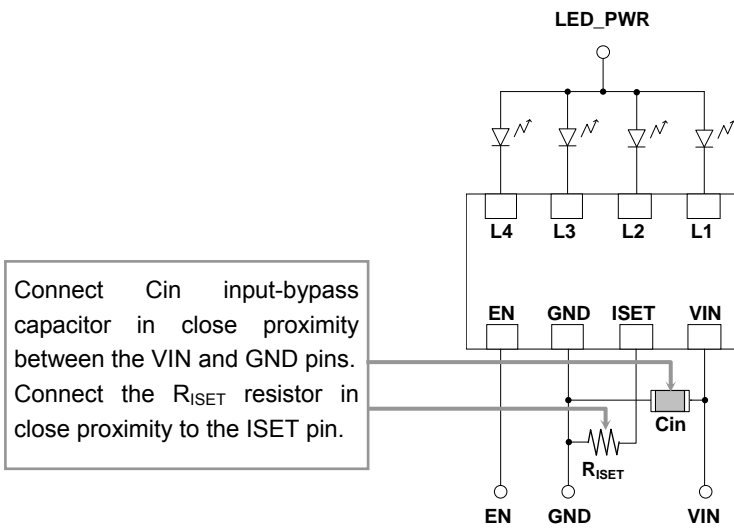 LED_PWR
L4 L3 L2 L1
EN GND ISET VIN
Connect Cin input-bypass
capacitor in close proximity
between the VIN and GND pins.
Connect the RISET resistor in
close proximity to the ISET pin.
Cin
RISET
EN GND VIN